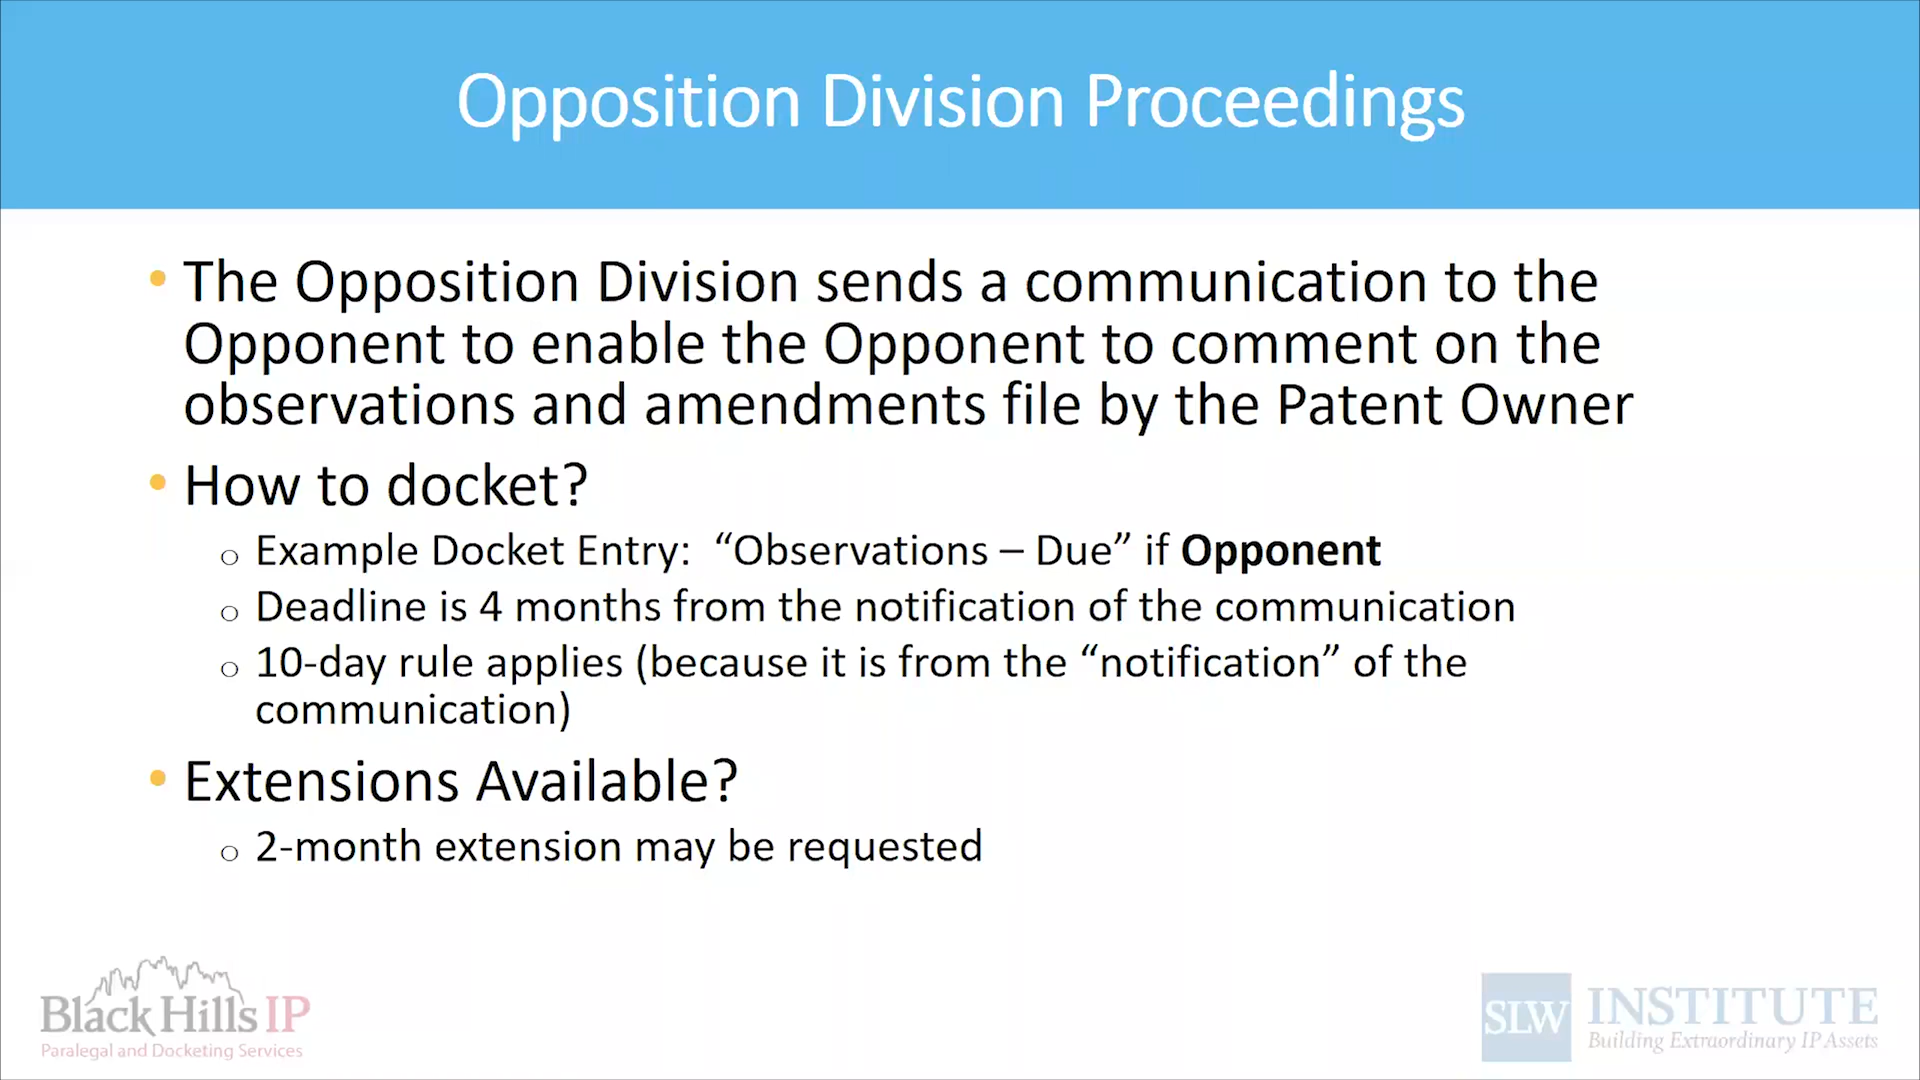 Opposition Division Proceedings
• The Opposition Division sends a communication to the
Opponent to enable the Opponent to comment on the
observations and amendments file by the Patent Owner
• How to docket?
o Example Docket Entry: “Observations – Due” if Opponent
o Deadline is 4 months from the notification of the communication
o 10-day rule applies (because it is from the “notification” of the
communication)
• Extensions Available?
o 2-month extension may be requested
Black Hills IP
Paralegal and Docketing Services
SLW INSTITUTE
Building Extraordinary IP Assets